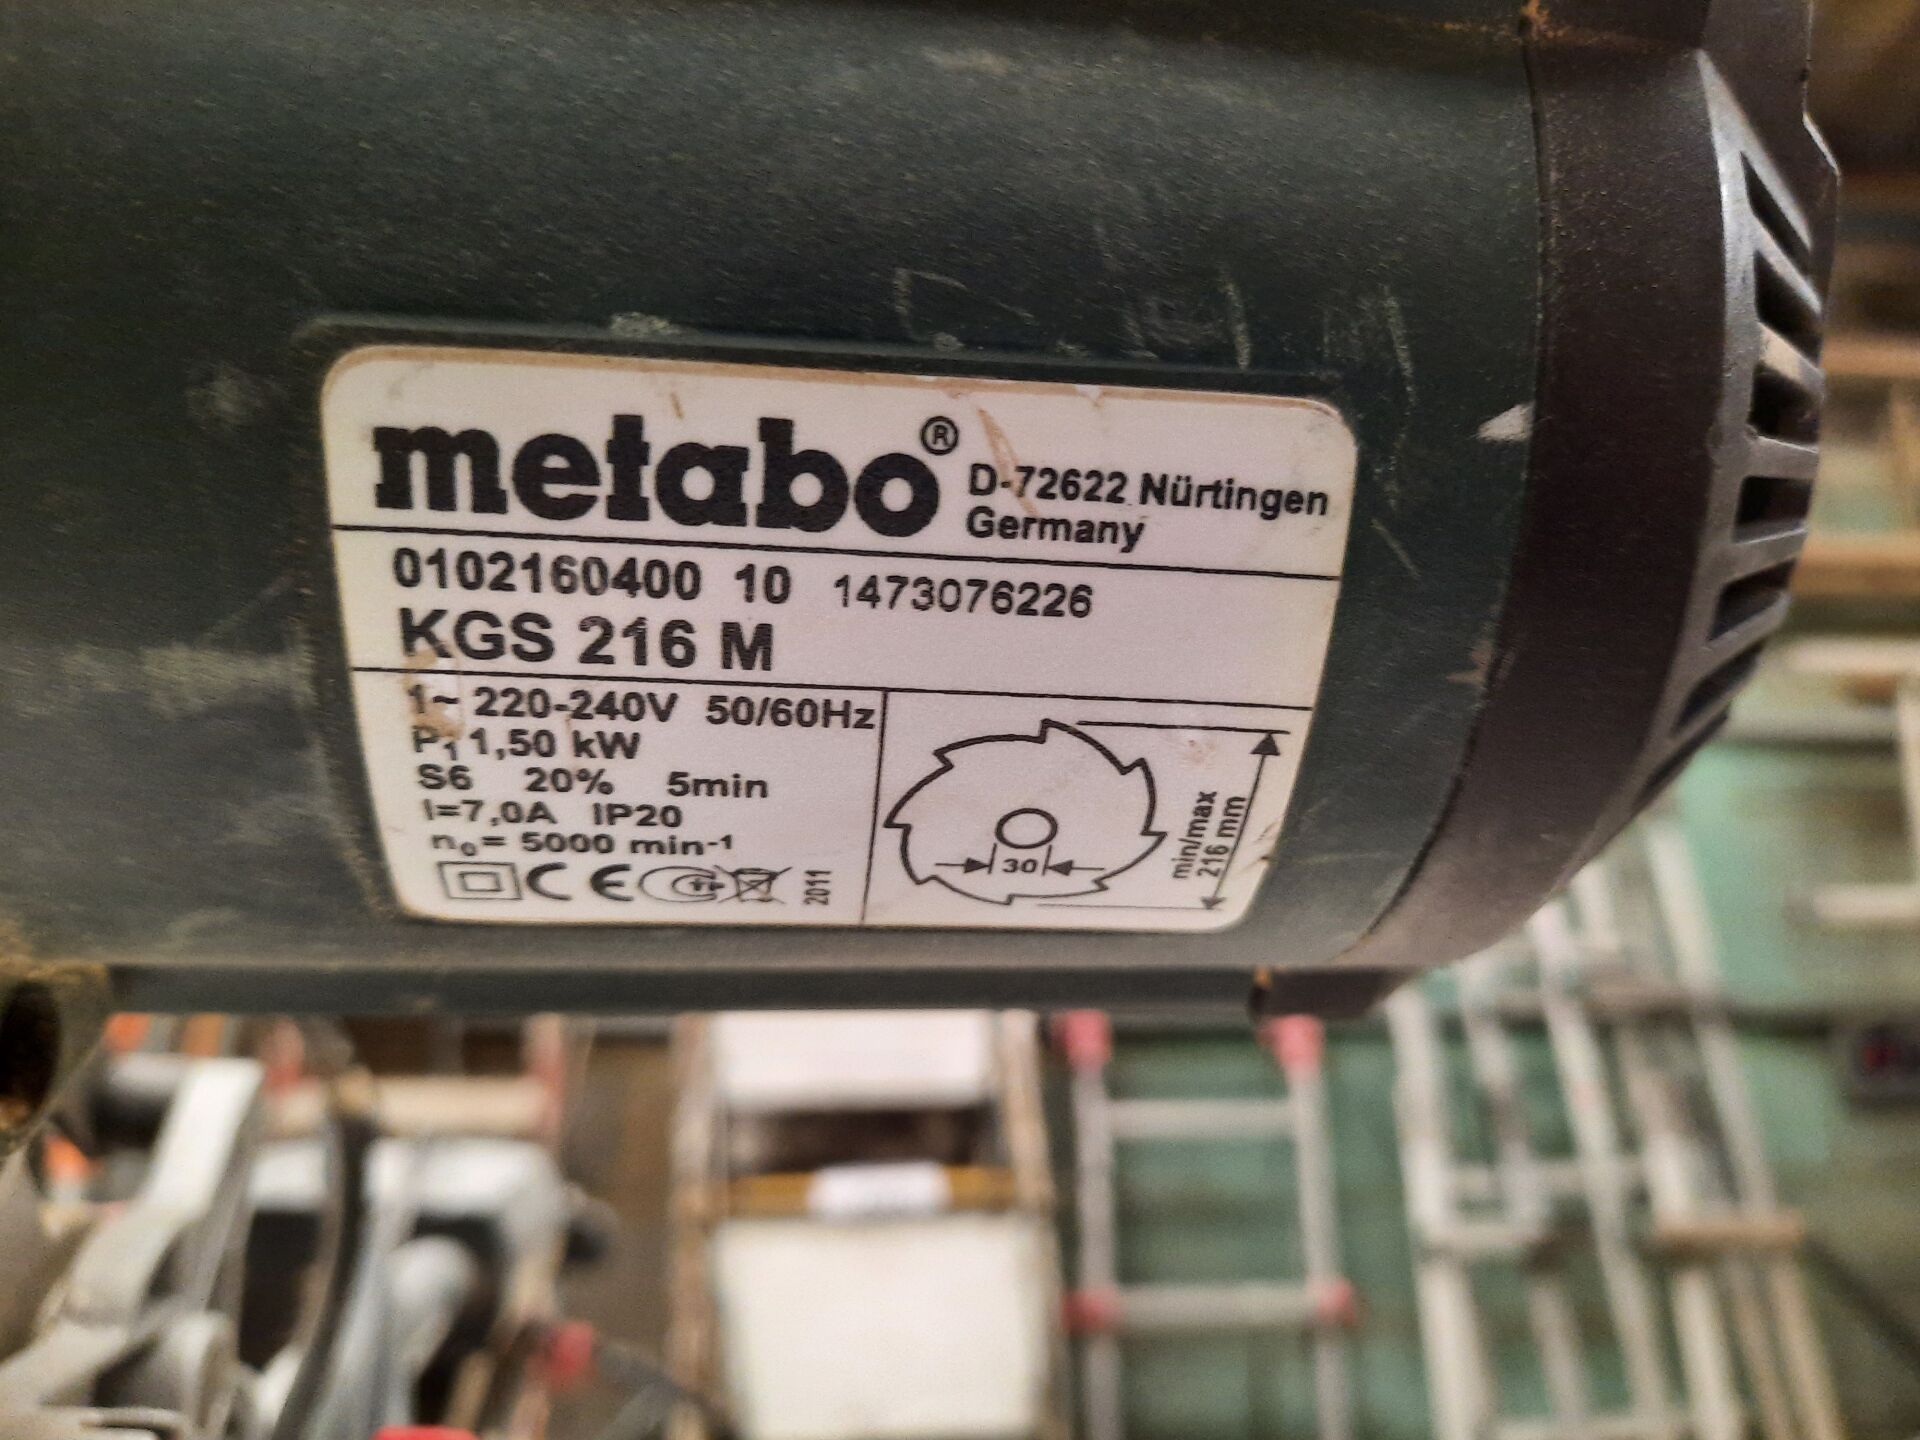 metabo®
D-72622 Nürtingen
Germany
0102160400 10 1473076226
KGS 216 M
1~ 220-240V 50/60Hz
P₁ 1,50 kW
S6 20% 5min
I=7,0A IP20
n₀= 5000 min⁻¹
CE
2011
30
min/max
216 mm